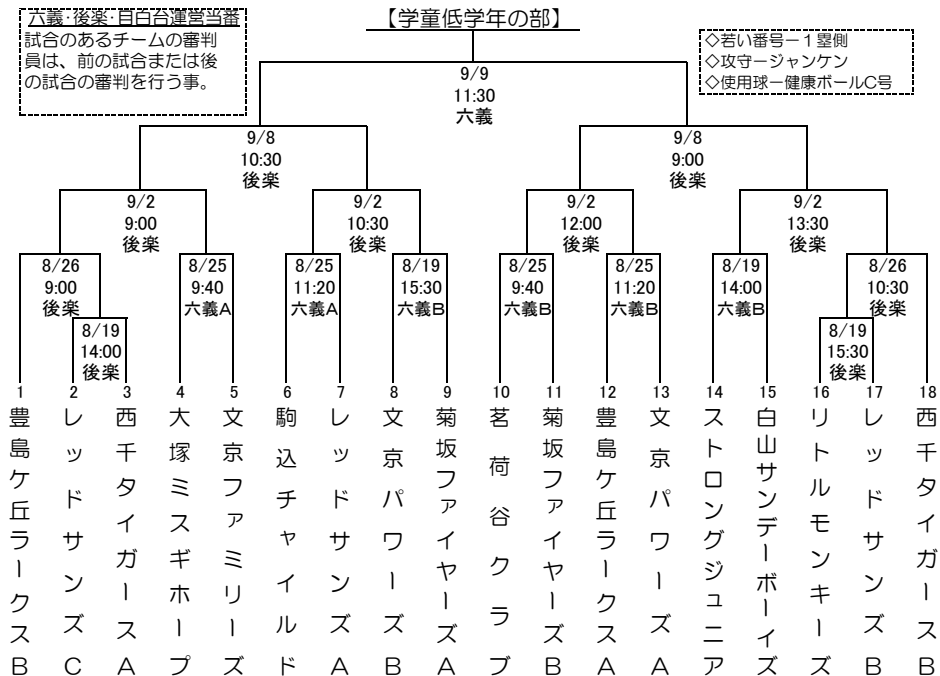 六義・後楽・目白台運営当番
試合のあるチームの審判
員は、前の試合または後
の試合の審判を行う事。
【学童低学年の部】
◇若い番号－１塁側
◇攻守－ジャンケン
◇使用球－健康ボールC号
9/9
11:30
六義
9/8
10:30
後楽
9/8
9:00
後楽
9/2
9:00
後楽
9/2
10:30
後楽
9/2
12:00
後楽
9/2
13:30
後楽
8/26
9:00
後楽
8/25
9:40
六義A
8/25
11:20
六義A
8/19
15:30
六義B
8/25
9:40
六義B
8/25
11:20
六義B
8/19
14:00
六義B
8/26
10:30
後楽
8/19
14:00
後楽
8/19
15:30
後楽
1
豊島ケ丘ラークスB
2
レッドサンズC
3
西千タイガースA
4
大塚ミスギホープ
5
文京ファミリーズ
6
駒込チャイルド
7
レッドサンズA
8
文京パワーズB
9
菊坂ファイヤーズA
10
茗荷谷クラブ
11
菊坂ファイヤーズB
12
豊島ケ丘ラークスA
13
文京パワーズA
14
ストロングジュニア
15
白山サンデーボーイズ
16
リトルモンキーズ
17
レッドサンズB
18
西千タイガースB